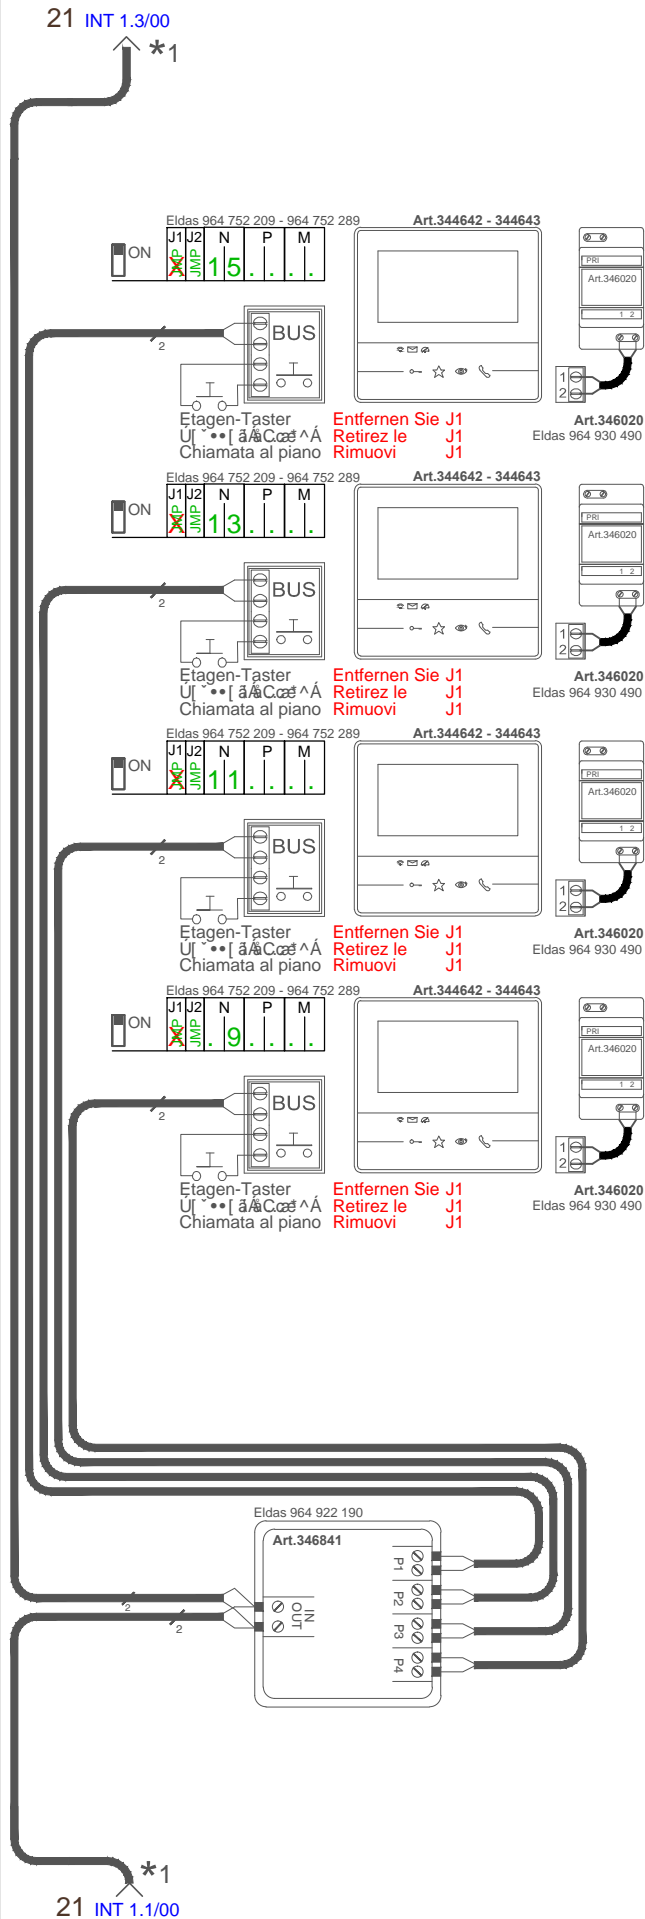 21 INT 1.3/00
*1
Eldas 964 752 209 - 964 752 289
Art.344642 - 344643
ON
J1 J2 N P M
JMP JMP 1 5 . . . .
PRI
Art.346020
1 2
BUS
2
1
2
Etagen-Taster
Entfernen Sie J1
Retirez le J1
Chiamata al piano
Rimuovi J1
Art.346020
Eldas 964 930 490
Eldas 964 752 209 - 964 752 289
Art.344642 - 344643
ON
J1 J2 N P M
JMP JMP 1 3 . . . .
PRI
Art.346020
1 2
BUS
2
1
2
Etagen-Taster
Entfernen Sie J1
Retirez le J1
Chiamata al piano
Rimuovi J1
Art.346020
Eldas 964 930 490
Eldas 964 752 209 - 964 752 289
Art.344642 - 344643
ON
J1 J2 N P M
JMP JMP 1 1 . . . .
PRI
Art.346020
1 2
BUS
2
1
2
Etagen-Taster
Entfernen Sie J1
Retirez le J1
Chiamata al piano
Rimuovi J1
Art.346020
Eldas 964 930 490
Eldas 964 752 209 - 964 752 289
Art.344642 - 344643
ON
J1 J2 N P M
JMP JMP . 9 . . . .
PRI
Art.346020
1 2
BUS
2
1
2
Etagen-Taster
Entfernen Sie J1
Retirez le J1
Chiamata al piano
Rimuovi J1
Art.346020
Eldas 964 930 490
Eldas 964 922 190
Art.346841
P1
P2
P3
P4
IN
OUT
2
2
*1
21 INT 1.1/00